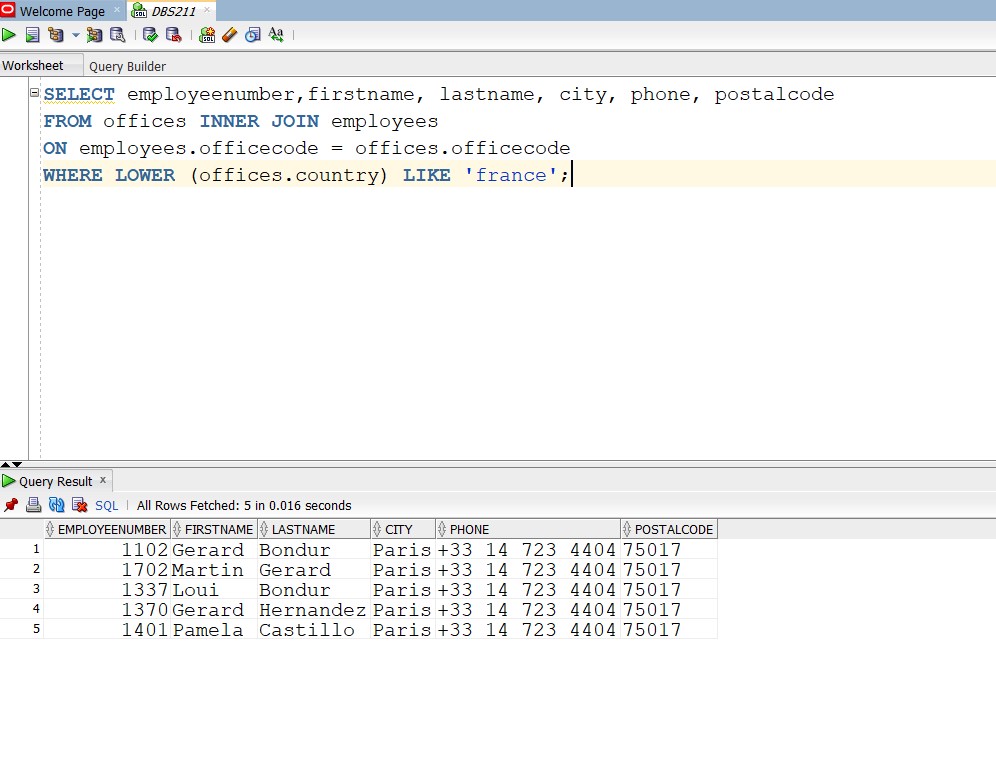 Welcome Page × DBS211 ×
Worksheet Query Builder
SELECT employeenumber,firstname, lastname, city, phone, postalcode
FROM offices INNER JOIN employees
ON employees.officecode = offices.officecode
WHERE LOWER (offices.country) LIKE 'france';
Query Result ×
SQL | All Rows Fetched: 5 in 0.016 seconds
EMPLOYEENUMBER FIRSTNAME LASTNAME CITY PHONE POSTALCODE
1 1102 Gerard Bondur Paris +33 14 723 4404 75017
2 1702 Martin Gerard Paris +33 14 723 4404 75017
3 1337 Loui Bondur Paris +33 14 723 4404 75017
4 1370 Gerard Hernandez Paris +33 14 723 4404 75017
5 1401 Pamela Castillo Paris +33 14 723 4404 75017